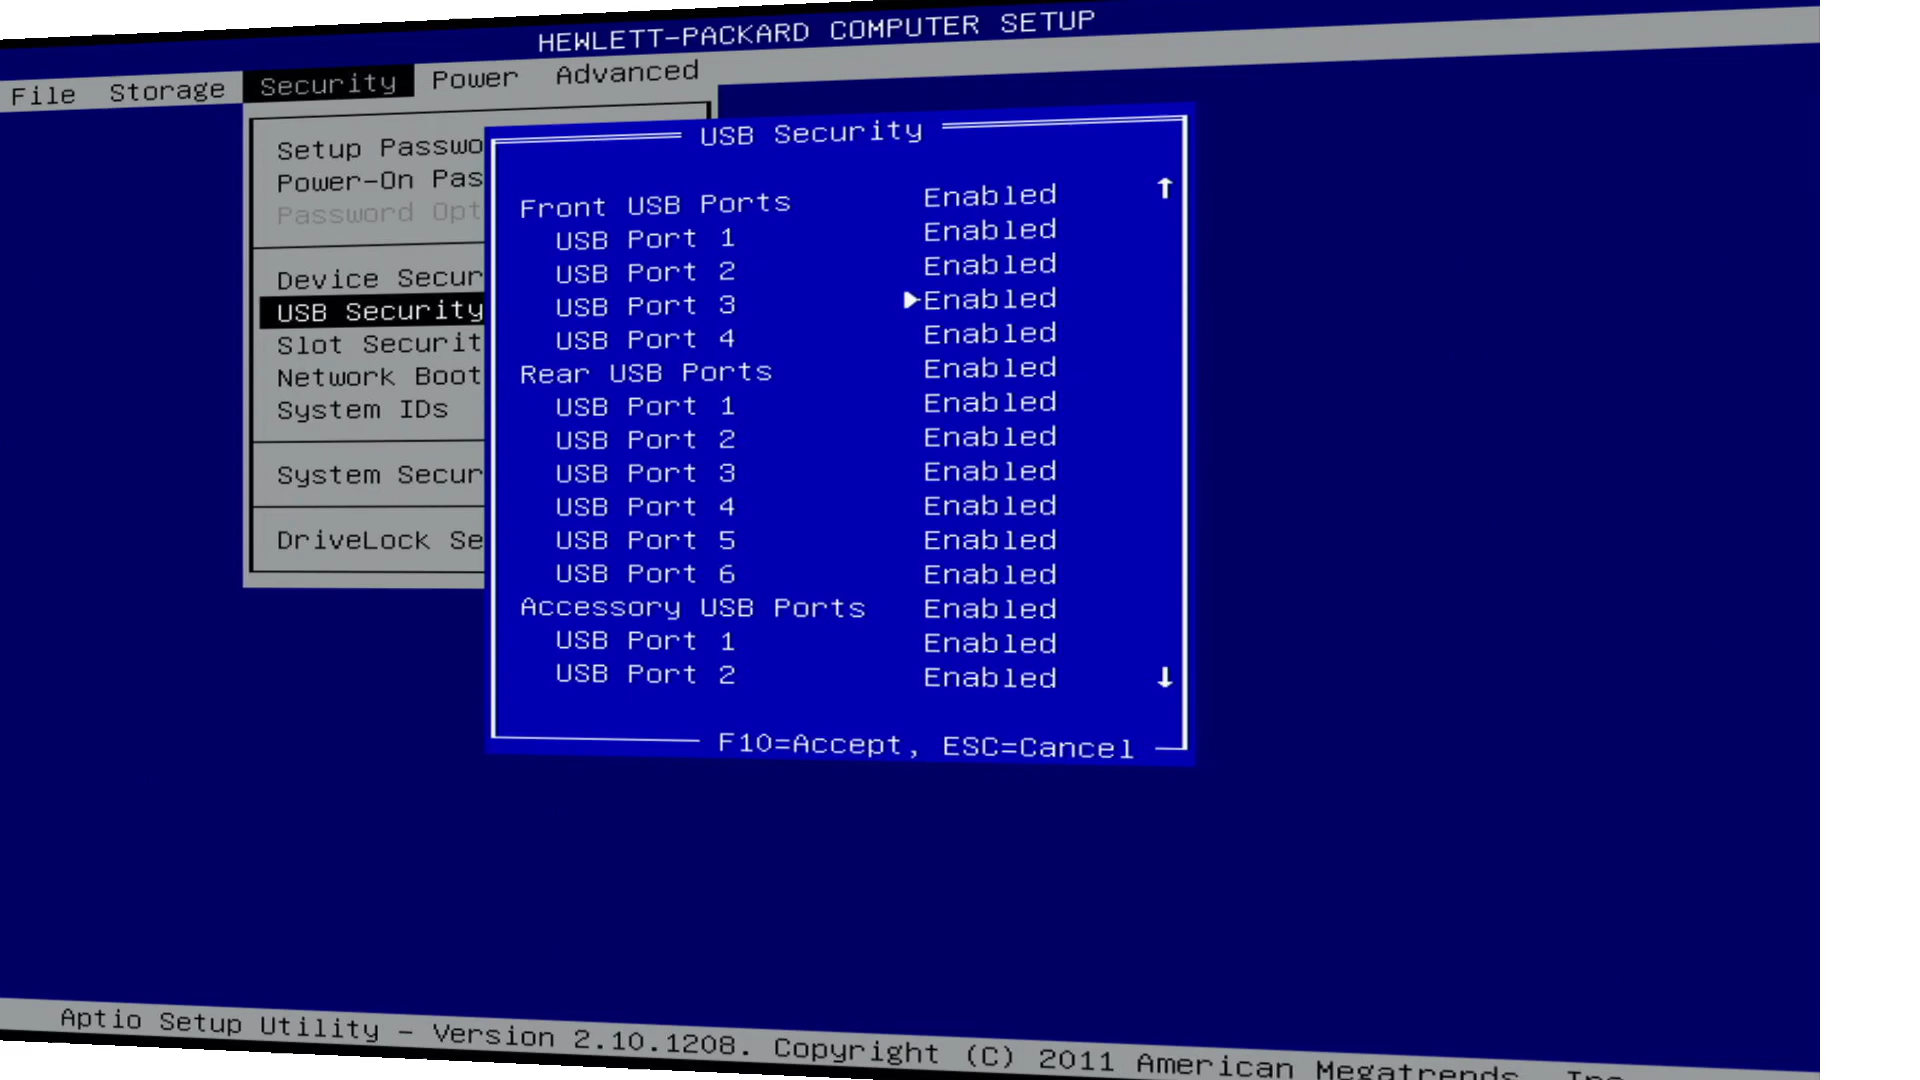 HEWLETT-PACKARD COMPUTER SETUP
File Storage Security Power Advanced
Setup Passwo
Power-On Pas
Password Opt
Device Secur
USB Security
Slot Securit
Network Boot
System IDs
System Secur
DriveLock Se
USB Security
Front USB Ports Enabled
USB Port 1 Enabled
USB Port 2 Enabled
USB Port 3 Enabled
USB Port 4 Enabled
Rear USB Ports Enabled
USB Port 1 Enabled
USB Port 2 Enabled
USB Port 3 Enabled
USB Port 4 Enabled
USB Port 5 Enabled
USB Port 6 Enabled
Accessory USB Ports Enabled
USB Port 1 Enabled
USB Port 2 Enabled
F10=Accept, ESC=Cancel
Aptio Setup Utility - Version 2.10.1208. Copyright (C) 2011 American Megatrends, Inc.